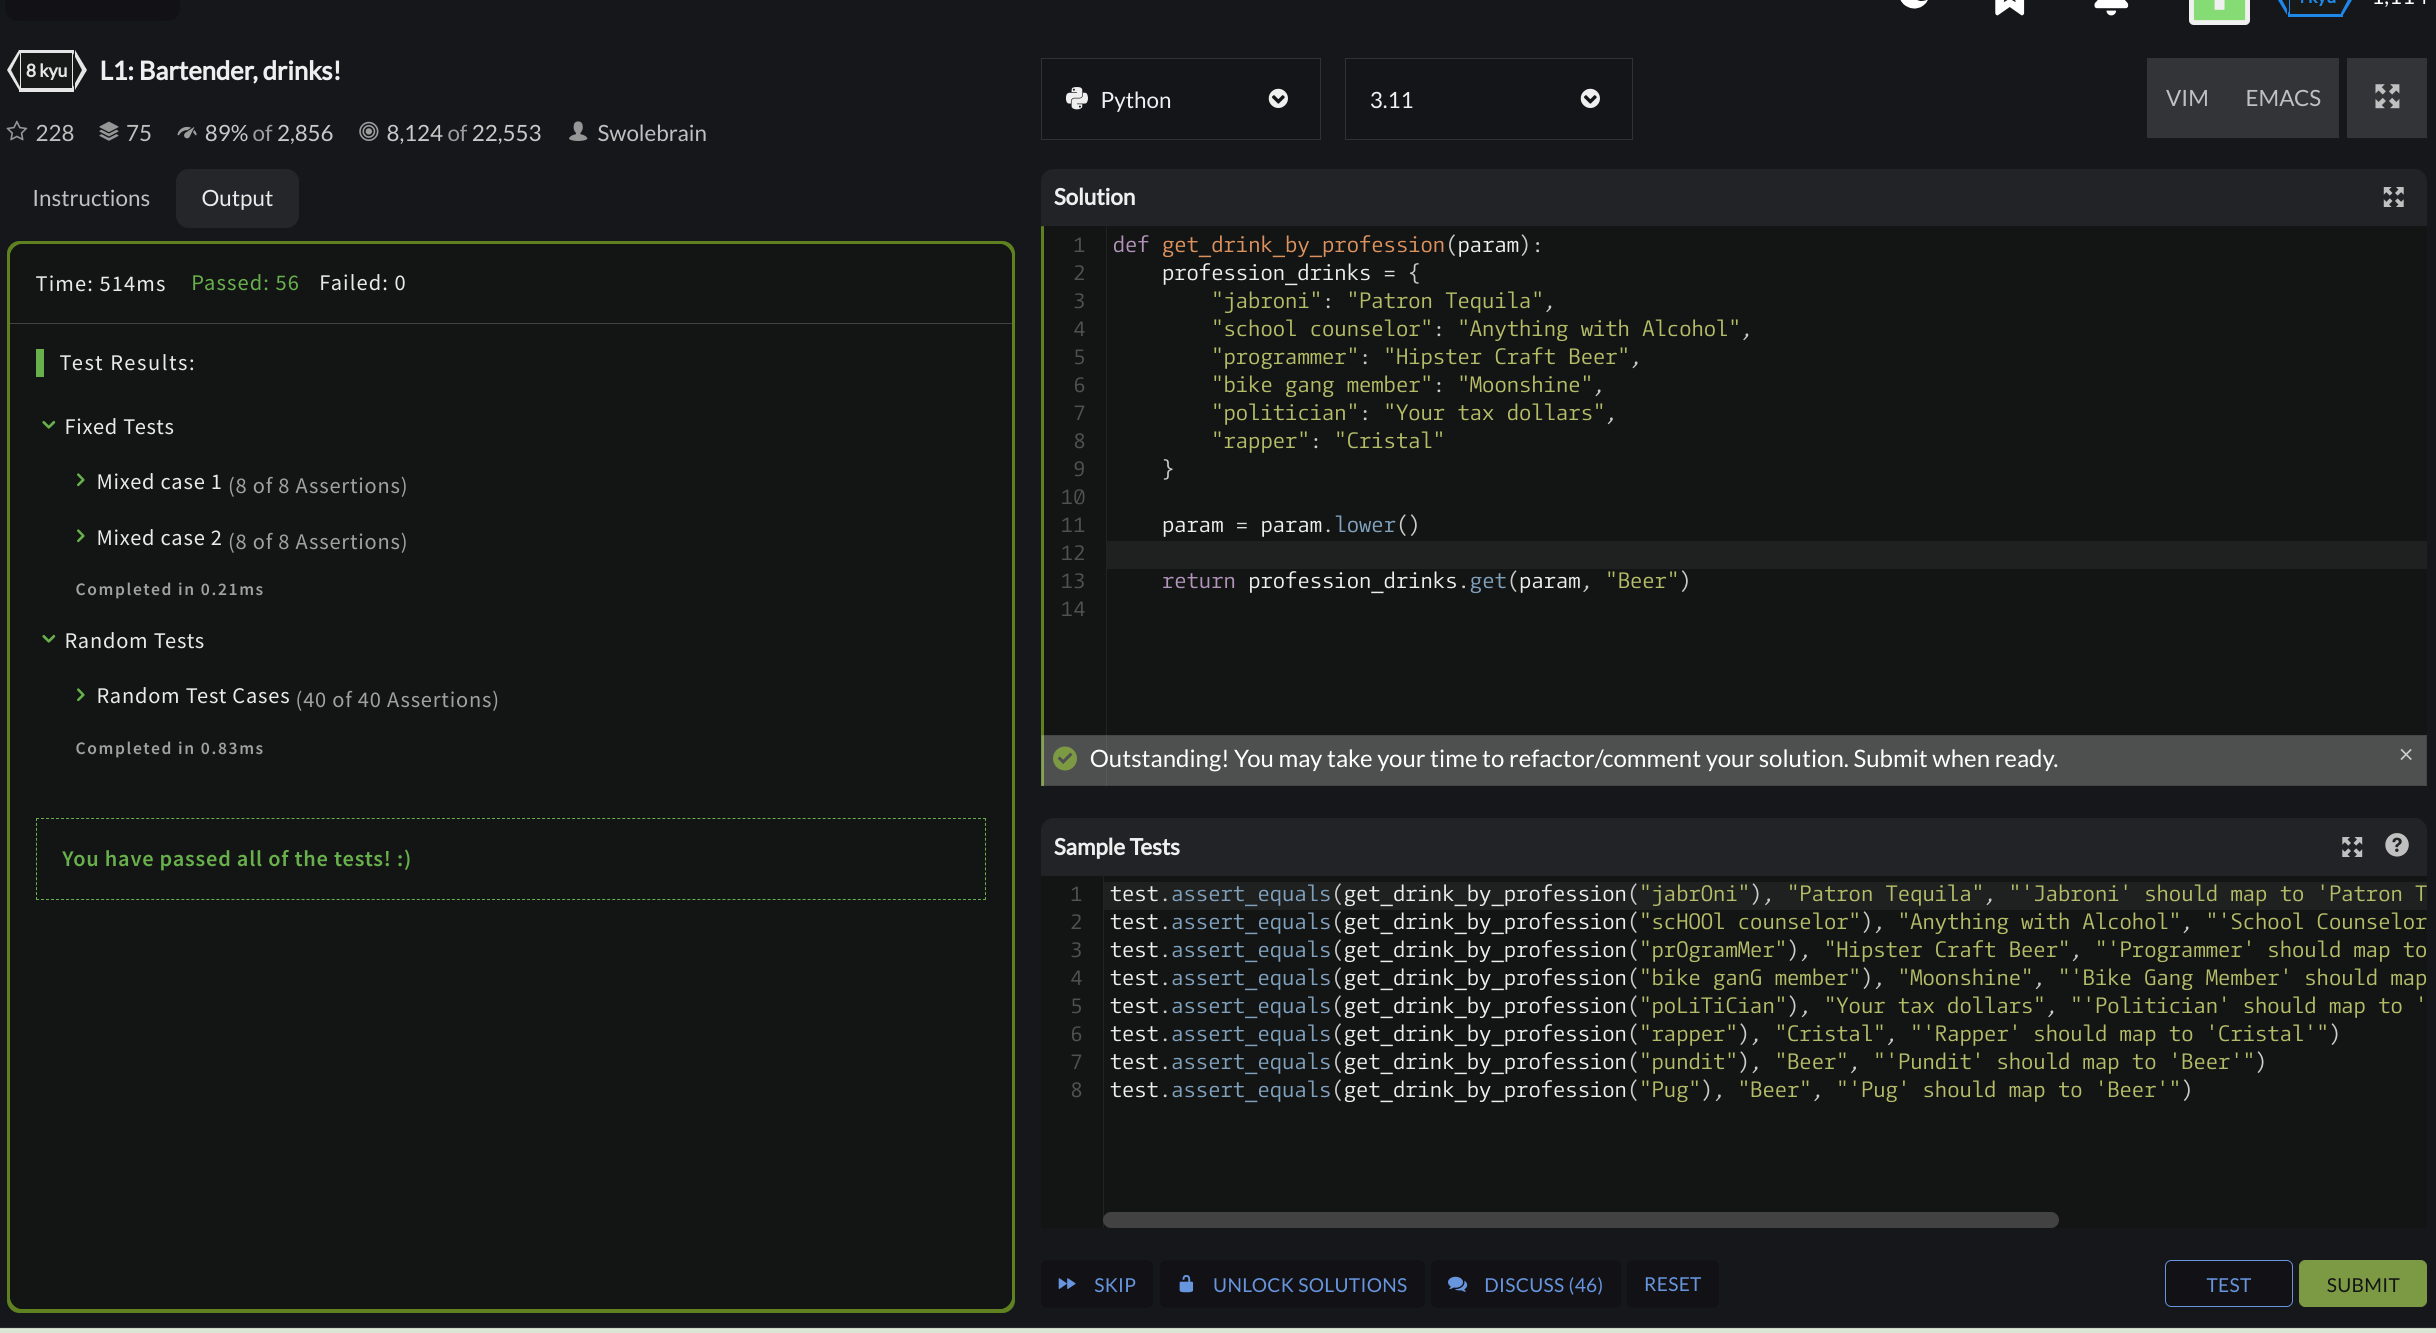 8 kyu L1: Bartender, drinks!
228 75 89% of 2,856 8,124 of 22,553 Swolebrain
Instructions Output
Time: 514ms Passed: 56 Failed: 0
Test Results:
Fixed Tests
Mixed case 1 (8 of 8 Assertions)
Mixed case 2 (8 of 8 Assertions)
Completed in 0.21ms
Random Tests
Random Test Cases (40 of 40 Assertions)
Completed in 0.83ms
You have passed all of the tests! :)
Python 3.11 VIM EMACS
Solution
1 def get_drink_by_profession(param):
2     profession_drinks = {
3         "jabroni": "Patron Tequila",
4         "school counselor": "Anything with Alcohol",
5         "programmer": "Hipster Craft Beer",
6         "bike gang member": "Moonshine",
7         "politician": "Your tax dollars",
8         "rapper": "Cristal"
9     }
10
11     param = param.lower()
12
13     return profession_drinks.get(param, "Beer")
14
Outstanding! You may take your time to refactor/comment your solution. Submit when ready. ×
Sample Tests ?
1 test.assert_equals(get_drink_by_profession("jabrOni"), "Patron Tequila", "'Jabroni' should map to 'Patron T
2 test.assert_equals(get_drink_by_profession("scHOOl counselor"), "Anything with Alcohol", "'School Counselor
3 test.assert_equals(get_drink_by_profession("prOgramMer"), "Hipster Craft Beer", "'Programmer' should map to
4 test.assert_equals(get_drink_by_profession("bike ganG member"), "Moonshine", "'Bike Gang Member' should map
5 test.assert_equals(get_drink_by_profession("poLiTiCian"), "Your tax dollars", "'Politician' should map to '
6 test.assert_equals(get_drink_by_profession("rapper"), "Cristal", "'Rapper' should map to 'Cristal'")
7 test.assert_equals(get_drink_by_profession("pundit"), "Beer", "'Pundit' should map to 'Beer'")
8 test.assert_equals(get_drink_by_profession("Pug"), "Beer", "'Pug' should map to 'Beer'")
SKIP UNLOCK SOLUTIONS DISCUSS (46) RESET TEST SUBMIT